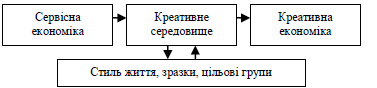 Сервісна
економіка
Креативне
середовище
Креативна
економіка
Стиль життя, зразки, цільові групи